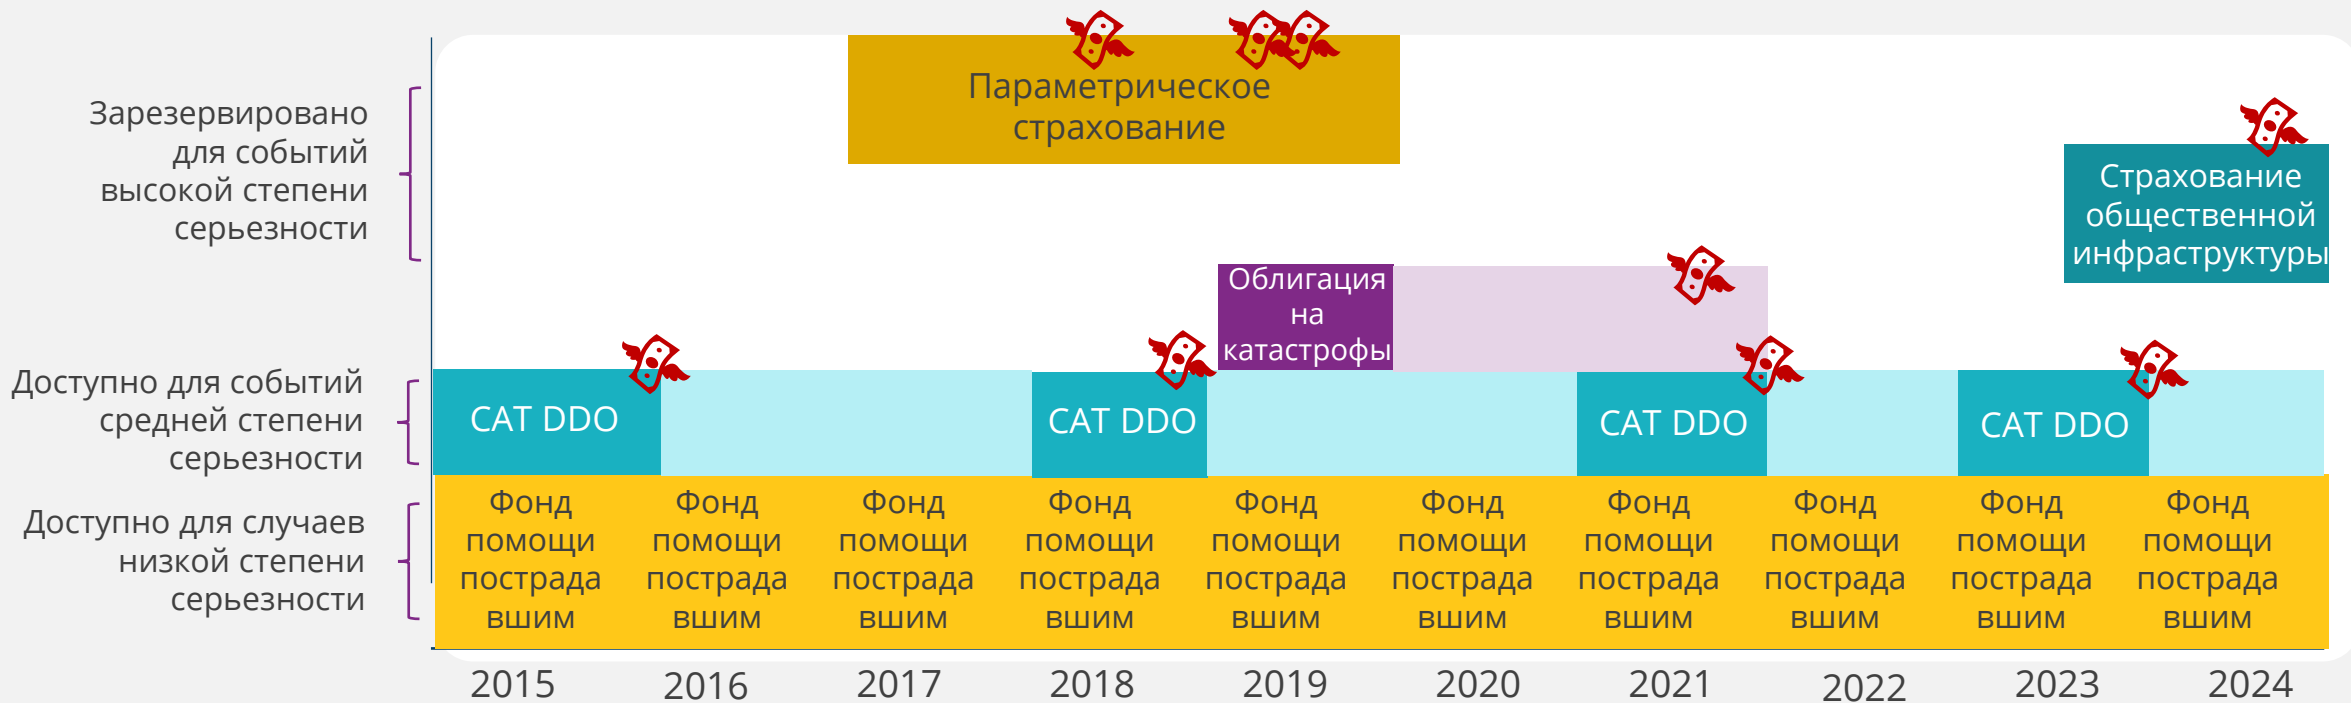 Зарезервировано
для событий
высокой степени
серьезности
Параметрическое
страхование
Страхование
общественной
инфраструктуры
Облигация
на
катастрофы
Доступно для событий
средней степени
серьезности
CAT DDO
CAT DDO
CAT DDO
CAT DDO
Доступно для случаев
низкой степени
серьезности
Фонд
помощи
пострада
вшим
Фонд
помощи
пострада
вшим
Фонд
помощи
пострада
вшим
Фонд
помощи
пострада
вшим
Фонд
помощи
пострада
вшим
Фонд
помощи
пострада
вшим
Фонд
помощи
пострада
вшим
Фонд
помощи
пострада
вшим
Фонд
помощи
пострада
вшим
Фонд
помощи
пострада
вшим
2015
2016
2017
2018
2019
2020
2021
2022
2023
2024